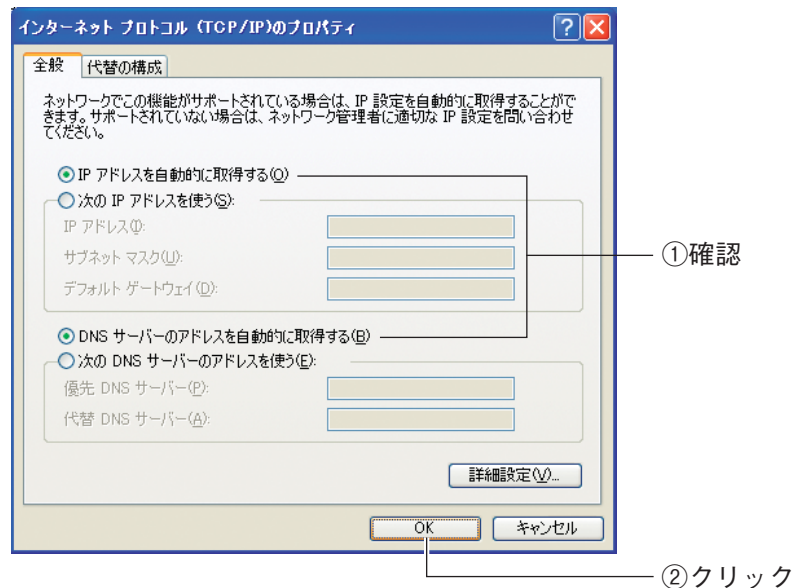 インターネット プロトコル (TCP/IP)のプロパティ
全般 代替の構成
ネットワークでこの機能がサポートされている場合は、IP 設定を自動的に取得することがで
きます。サポートされていない場合は、ネットワーク管理者に適切な IP 設定を問い合わせ
てください。
IP アドレスを自動的に取得する(O)
次の IP アドレスを使う(S):
IP アドレス(I):
サブネット マスク(U):
①確認
デフォルト ゲートウェイ(D):
DNS サーバーのアドレスを自動的に取得する(B)
次の DNS サーバーのアドレスを使う(E):
優先 DNS サーバー(P):
代替 DNS サーバー(A):
詳細設定(V)...
OK キャンセル
②クリック